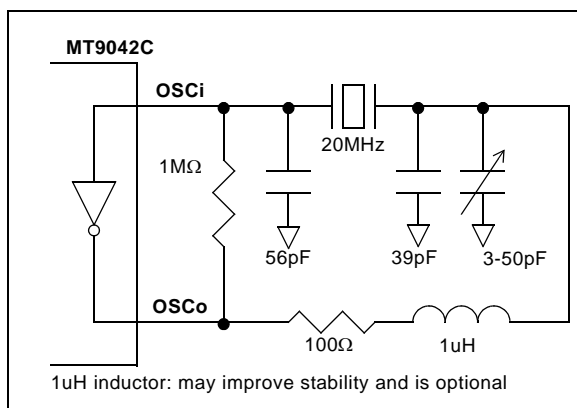 MT9042C
OSCi
20MHz
1MΩ
56pF
39pF
3-50pF
OSCo
100Ω
1uH
1uH inductor: may improve stability and is optional